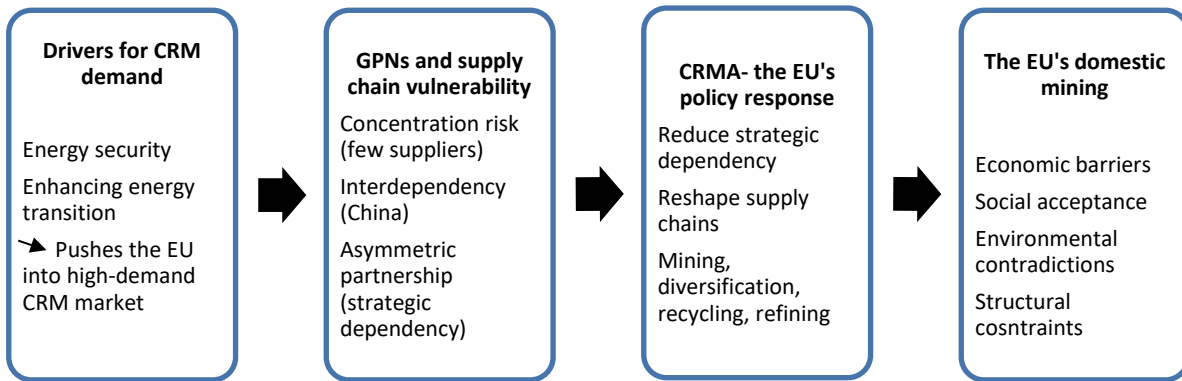 Drivers for CRM
demand
Energy security
Enhancing energy
transition
Pushes the EU
into high-demand
CRM market
GPNs and supply
chain vulnerability
Concentration risk
(few suppliers)
Interdependency
(China)
Asymmetric
partnership
(strategic
dependency)
CRMA- the EU's
policy response
Reduce strategic
dependency
Reshape supply
chains
Mining,
diversification,
recycling, refining
The EU's domestic
mining
Economic barriers
Social acceptance
Environmental
contradictions
Structural
cosntraints